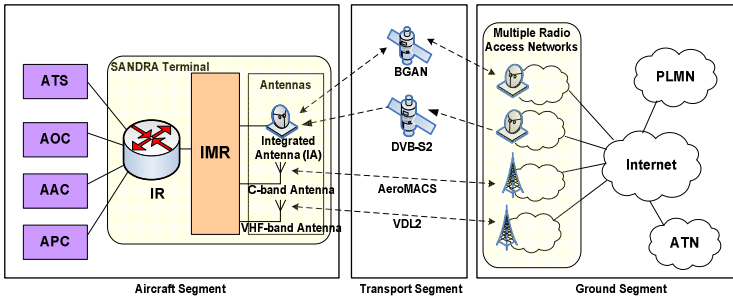 ATS
AOC
AAC
APC
SANDRA Terminal
IR
IMR
Antennas
Integrated
Antenna (IA)
C-band Antenna
VHF-band Antenna
Aircraft Segment
BGAN
DVB-S2
AeroMACS
VDL2
Transport Segment
Multiple Radio
Access Networks
PLMN
Internet
ATN
Ground Segment